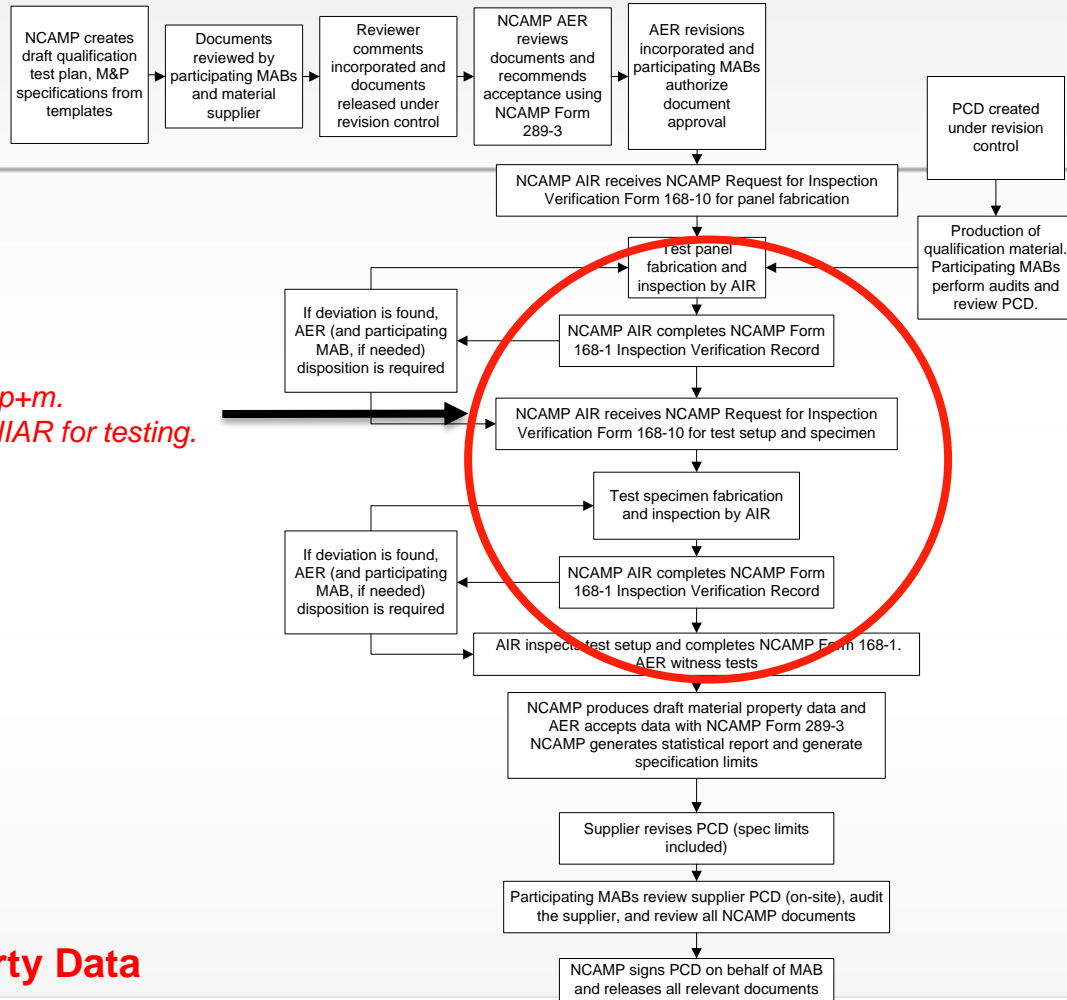 NCAMP creates
draft qualification
test plan, M&P
specifications from
templates
Documents
reviewed by
participating MABs
and material
supplier
Reviewer
comments
incorporated and
documents
released under
revision control
NCAMP AER
reviews
documents and
recommends
acceptance using
NCAMP Form
289-3
AER revisions
incorporated and
participating MABs
authorize
document
approval
PCD created
under revision
control
NCAMP AIR receives NCAMP Request for Inspection
Verification Form 168-10 for panel fabrication
Production of
qualification material.
Participating MABs
perform audits and
review PCD.
Test panel
fabrication and
inspection by AIR
If deviation is found,
AER (and participating
MAB, if needed)
disposition is required
NCAMP AIR completes NCAMP Form
168-1 Inspection Verification Record
p+m.
NIAR for testing.
NCAMP AIR receives NCAMP Request for Inspection
Verification Form 168-10 for test setup and specimen
Test specimen fabrication
and inspection by AIR
If deviation is found,
AER (and participating
MAB, if needed)
disposition is required
NCAMP AIR completes NCAMP Form
168-1 Inspection Verification Record
AIR inspects test setup and completes NCAMP Form 168-1.
AER witness tests
NCAMP produces draft material property data and
AER accepts data with NCAMP Form 289-3
NCAMP generates statistical report and generate
specification limits
Supplier revises PCD (spec limits
included)
Participating MABs review supplier PCD (on-site), audit
the supplier, and review all NCAMP documents
rty Data
NCAMP signs PCD on behalf of MAB
and releases all relevant documents